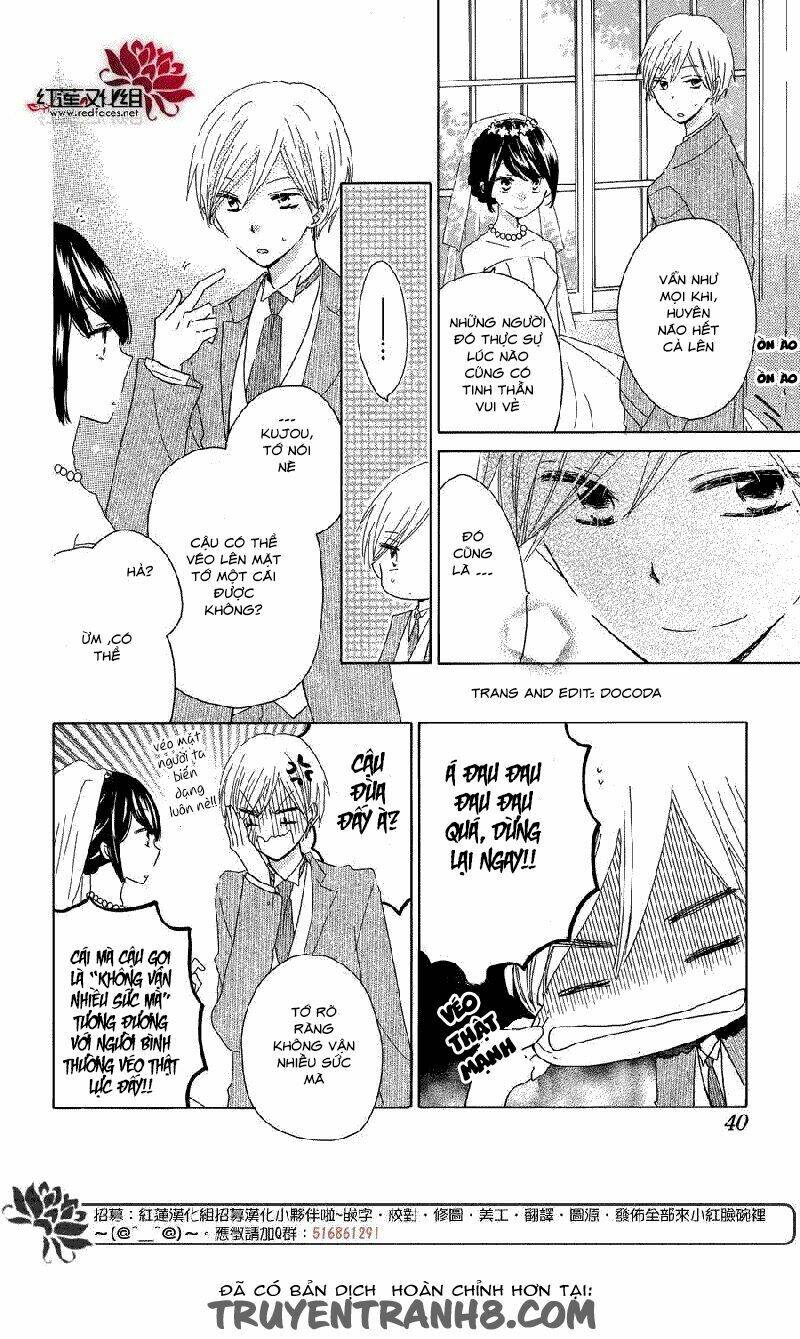 红莲汉化组
www.redfaces.net
VẪN NHƯ
MỌI KHI,
HUYÊN
NÁO HẾT
CẢ LÊN
ỒN ÀO
ỒN ÀO
NHỮNG NGƯỜI
ĐÓ THỰC SỰ
LÚC NÀO
CŨNG CÓ
TINH THẦN
VUI VẺ
ĐÓ
CŨNG
LÀ ---
---
KUJOU,
TỚ NÓI
NÈ
CẬU CÓ THỂ
VÉO LÊN MẶT
TỚ MỘT CÁI
ĐƯỢC
KHÔNG?
HẢ?
ỪM ,CÓ
THỂ
TRANS AND EDIT: DOCODA
Á ĐAU ĐAU
ĐAU ĐAU
QUÁ, DỪNG
LẠI NGAY!!
VÉO
THẬT
MẠNH
CẬU
ĐÙA
ĐẤY À?
véo mặt
người ta
biến
dạng
luôn nè!!
TỚ RÕ
RÀNG
KHÔNG VẬN
NHIỀU SỨC
MÀ
CÁI MÀ CẬU GỌI
LÀ "KHÔNG VẬN
NHIỀU SỨC MÀ"
TƯƠNG ĐƯƠNG
VỚI NGƯỜI BÌNH
THƯỜNG VÉO THẬT
LỰC ĐẤY!!
40
招募：紅蓮漢化組招募漢化小夥伴啦~嵌字・校對・修圖・美工・翻譯・圖源・發佈全部來小紅臉碗裡
~(@^__^@)~。應徵請加Q群：516861291
ĐÃ CÓ BẢN DỊCH HOÀN CHỈNH HƠN TẠI:
TRUYENTRANH8.COM/